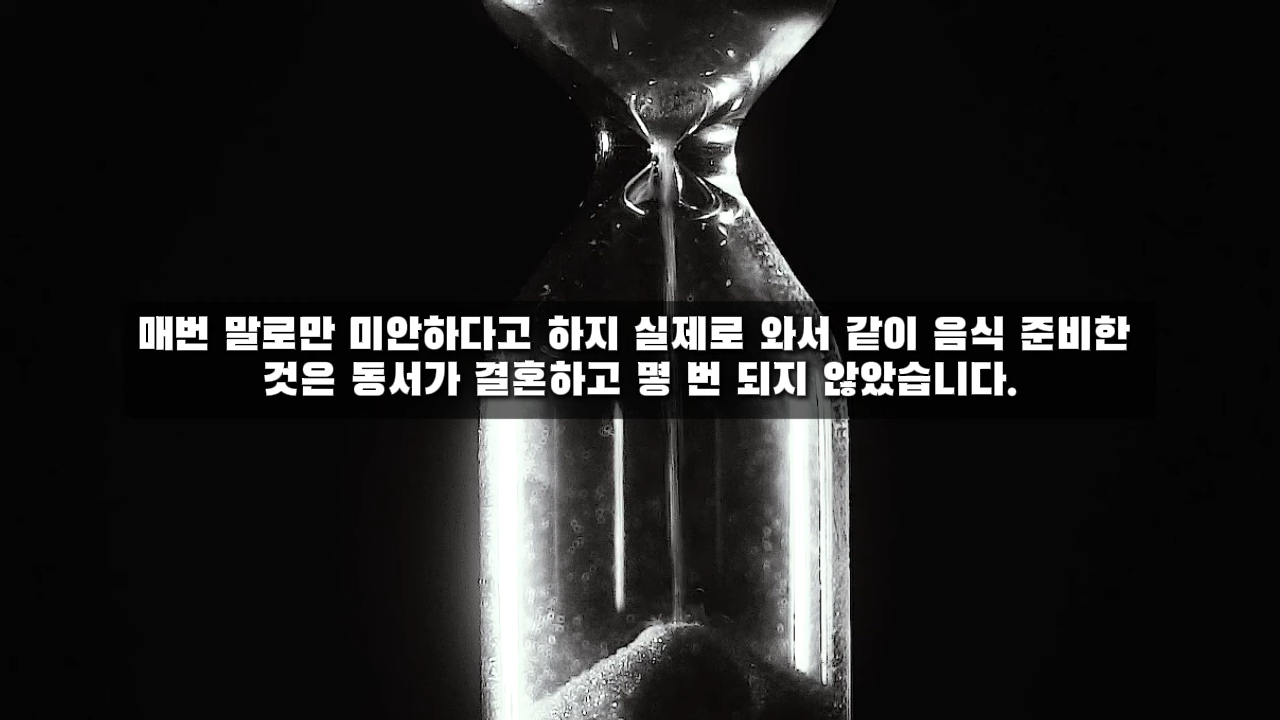 매번 말로만 미안하다고 하지 실제로 와서 같이 음식 준비한
것은 동서가 결혼하고 몇 번 되지 않았습니다.